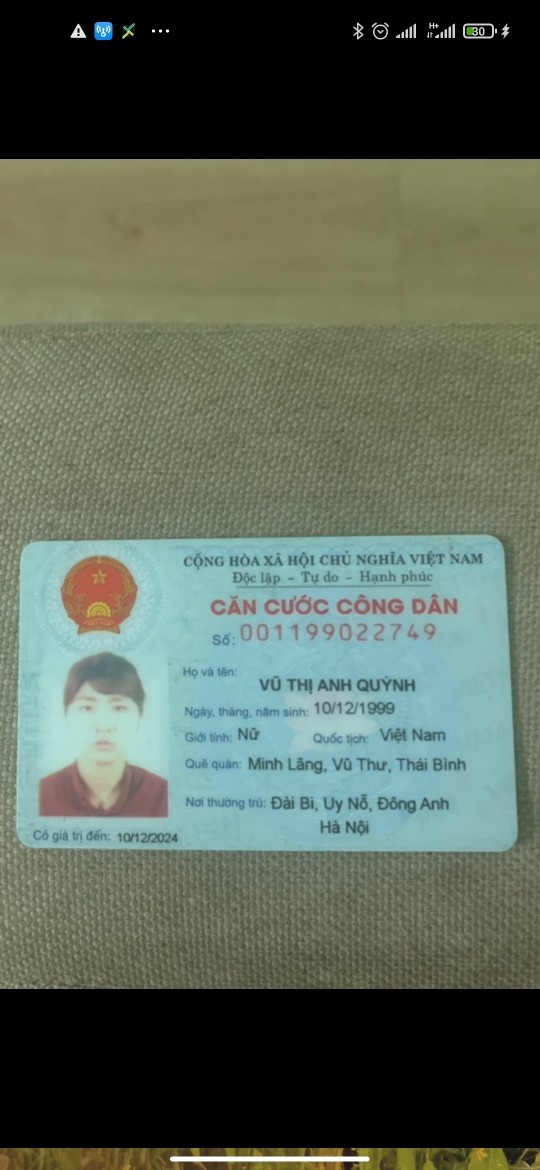 H+
30
CỘNG HÒA XÃ HỘI CHỦ NGHĨA VIỆT NAM
Độc lập - Tự do - Hạnh phúc
CĂN CƯỚC CÔNG DÂN
Số: 001199022749
Họ và tên:
VŨ THỊ ANH QUỲNH
Ngày, tháng, năm sinh: 10/12/1999
Giới tính: Nữ Quốc tịch: Việt Nam
Quê quán: Minh Lãng, Vũ Thư, Thái Bình
Nơi thường trú: Đài Bi, Uy Nỗ, Đông Anh
Hà Nội
Có giá trị đến: 10/12/2024